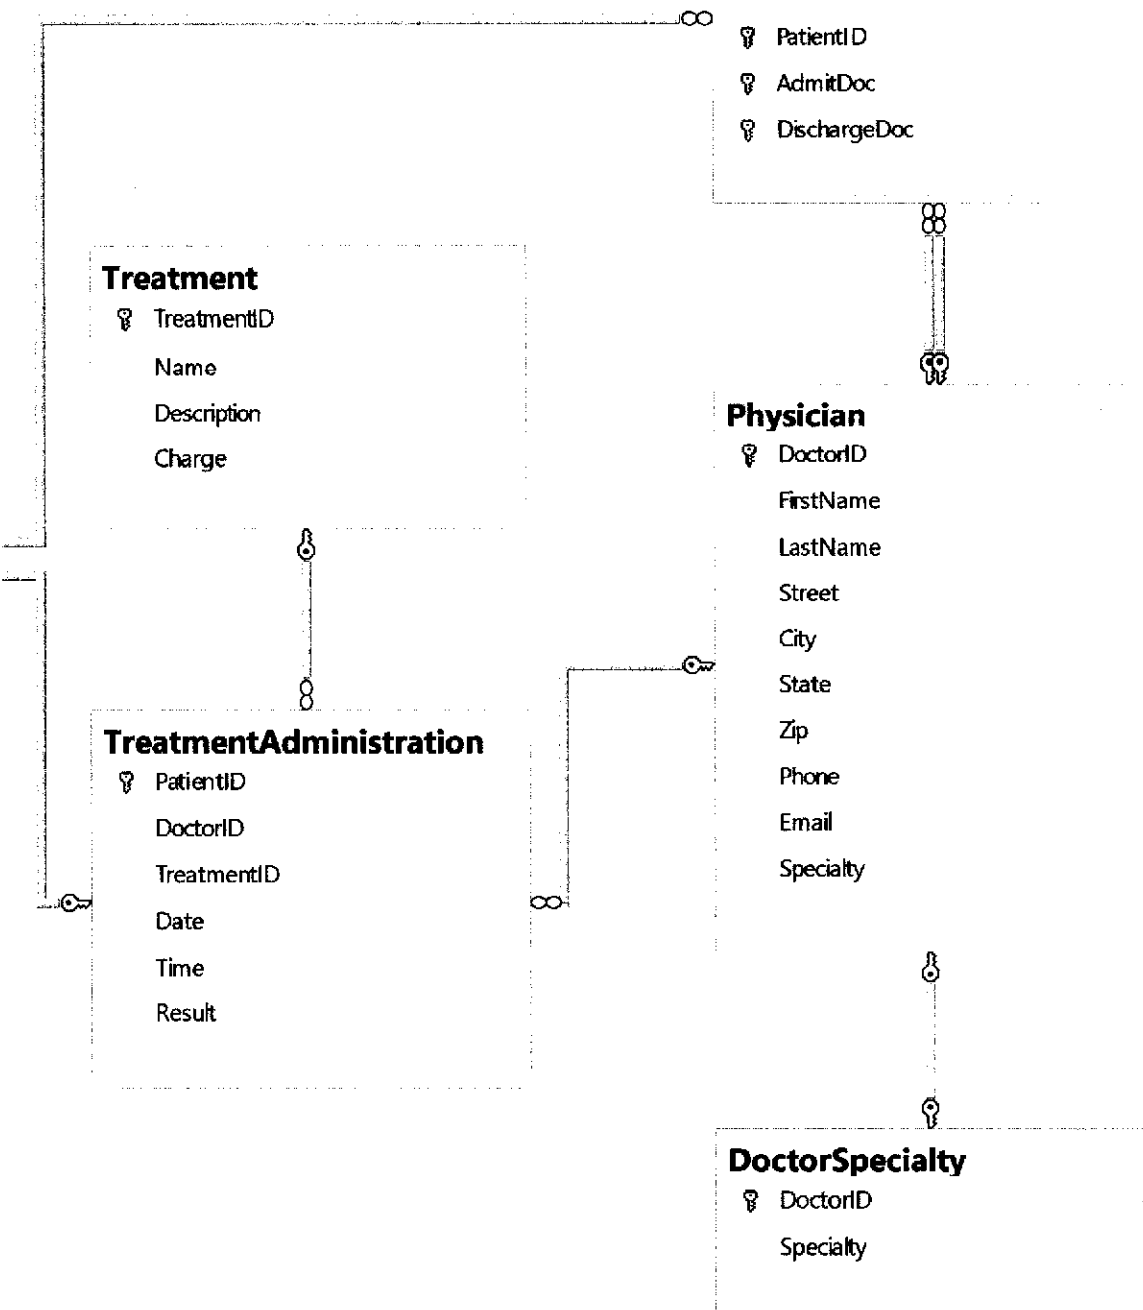 PatientID
AdmitDoc
DischargeDoc
Treatment
TreatmentID
Name
Description
Charge
Physician
DoctorID
FirstName
LastName
Street
City
State
Zip
Phone
Email
Specialty
TreatmentAdministration
PatientID
DoctorID
TreatmentID
Date
Time
Result
DoctorSpecialty
DoctorID
Specialty